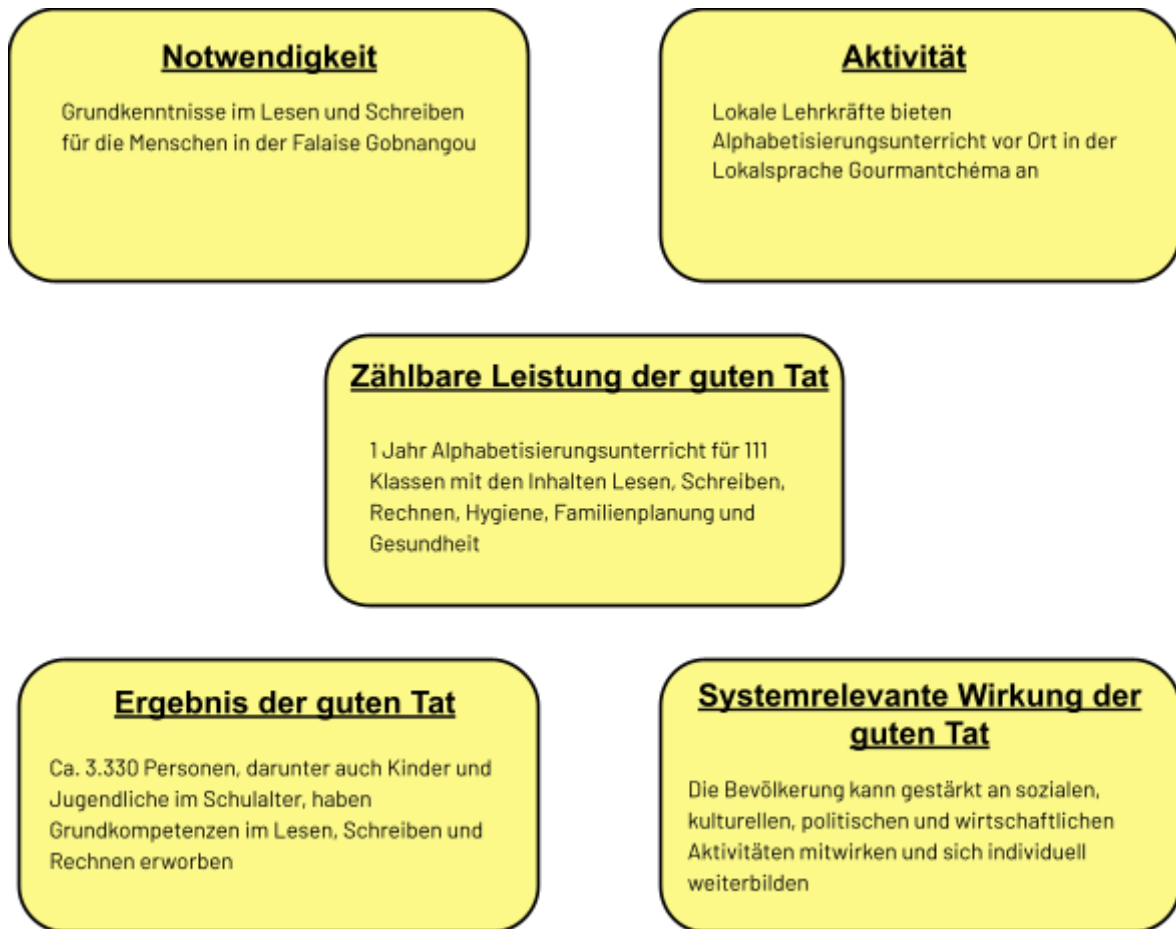 Notwendigkeit
Grundkenntnisse im Lesen und Schreiben
für die Menschen in der Falaise Gobnangou
Aktivität
Lokale Lehrkräfte bieten
Alphabetisierungsunterricht vor Ort in der
Lokalsprache Gourmantchéma an
Zählbare Leistung der guten Tat
1 Jahr Alphabetisierungsunterricht für 111
Klassen mit den Inhalten Lesen, Schreiben,
Rechnen, Hygiene, Familienplanung und
Gesundheit
Ergebnis der guten Tat
Ca. 3.330 Personen, darunter auch Kinder und
Jugendliche im Schulalter, haben
Grundkompetenzen im Lesen, Schreiben und
Rechnen erworben
Systemrelevante Wirkung der
guten Tat
Die Bevölkerung kann gestärkt an sozialen,
kulturellen, politischen und wirtschaftlichen
Aktivitäten mitwirken und sich individuell
weiterbilden